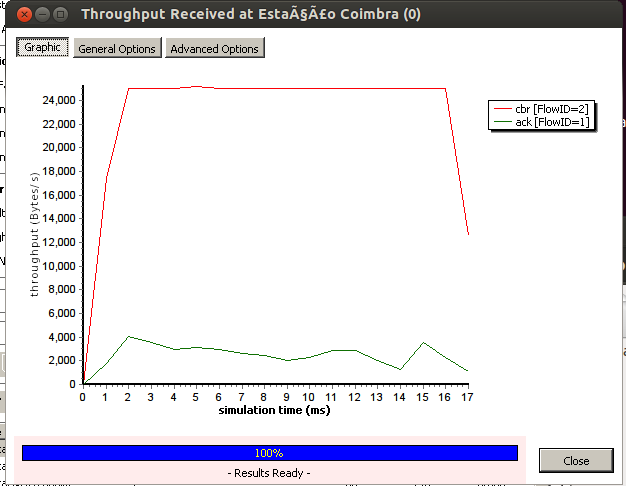 Throughput Received at EstaÃ§Ã£o Coimbra (0)
Graphic General Options Advanced Options
24,000
22,000
20,000
18,000
16,000
14,000
12,000
10,000
8,000
6,000
4,000
2,000
0
throughput (Bytes/s)
0 1 2 3 4 5 6 7 8 9 10 11 12 13 14 15 16 17
simulation time (ms)
cbr [FlowID=2]
ack [FlowID=1]
100%
- Results Ready -
Close